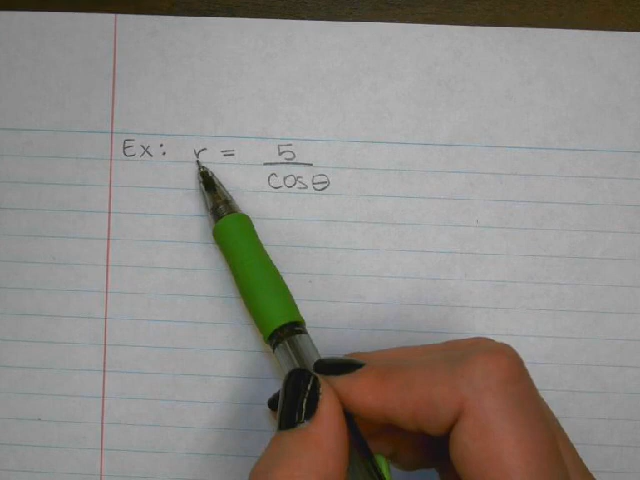 Ex: r = 5/cosθ